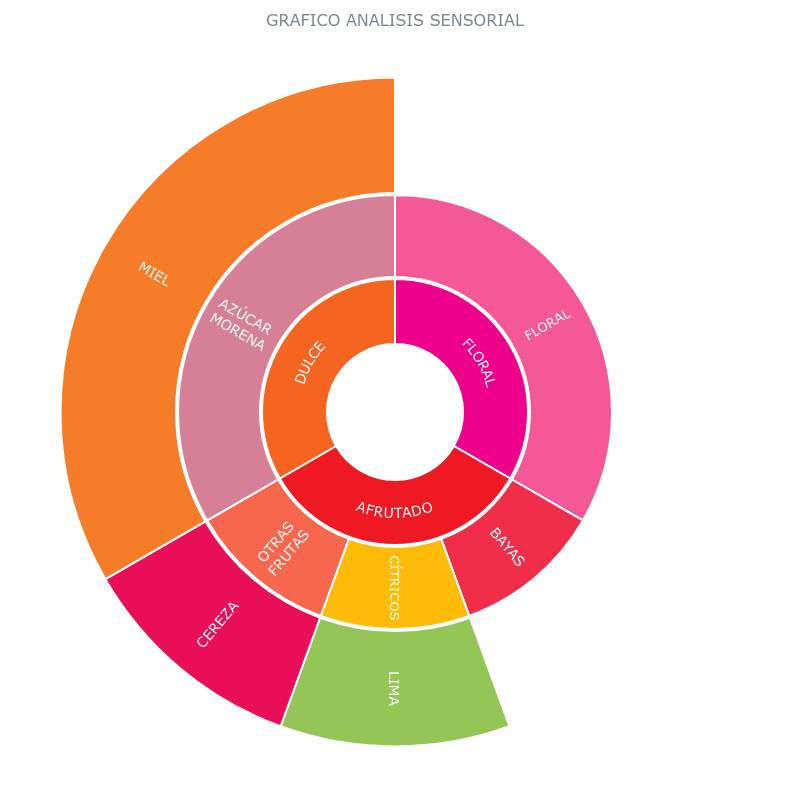 GRAFICO ANALISIS SENSORIAL
MIEL
AZÚCAR
MORENA
DULCE
FLORAL
FLORAL
AFRUTADO
OTRAS
FRUTAS
CÍTRICOS
BAYAS
CEREZA
LIMA